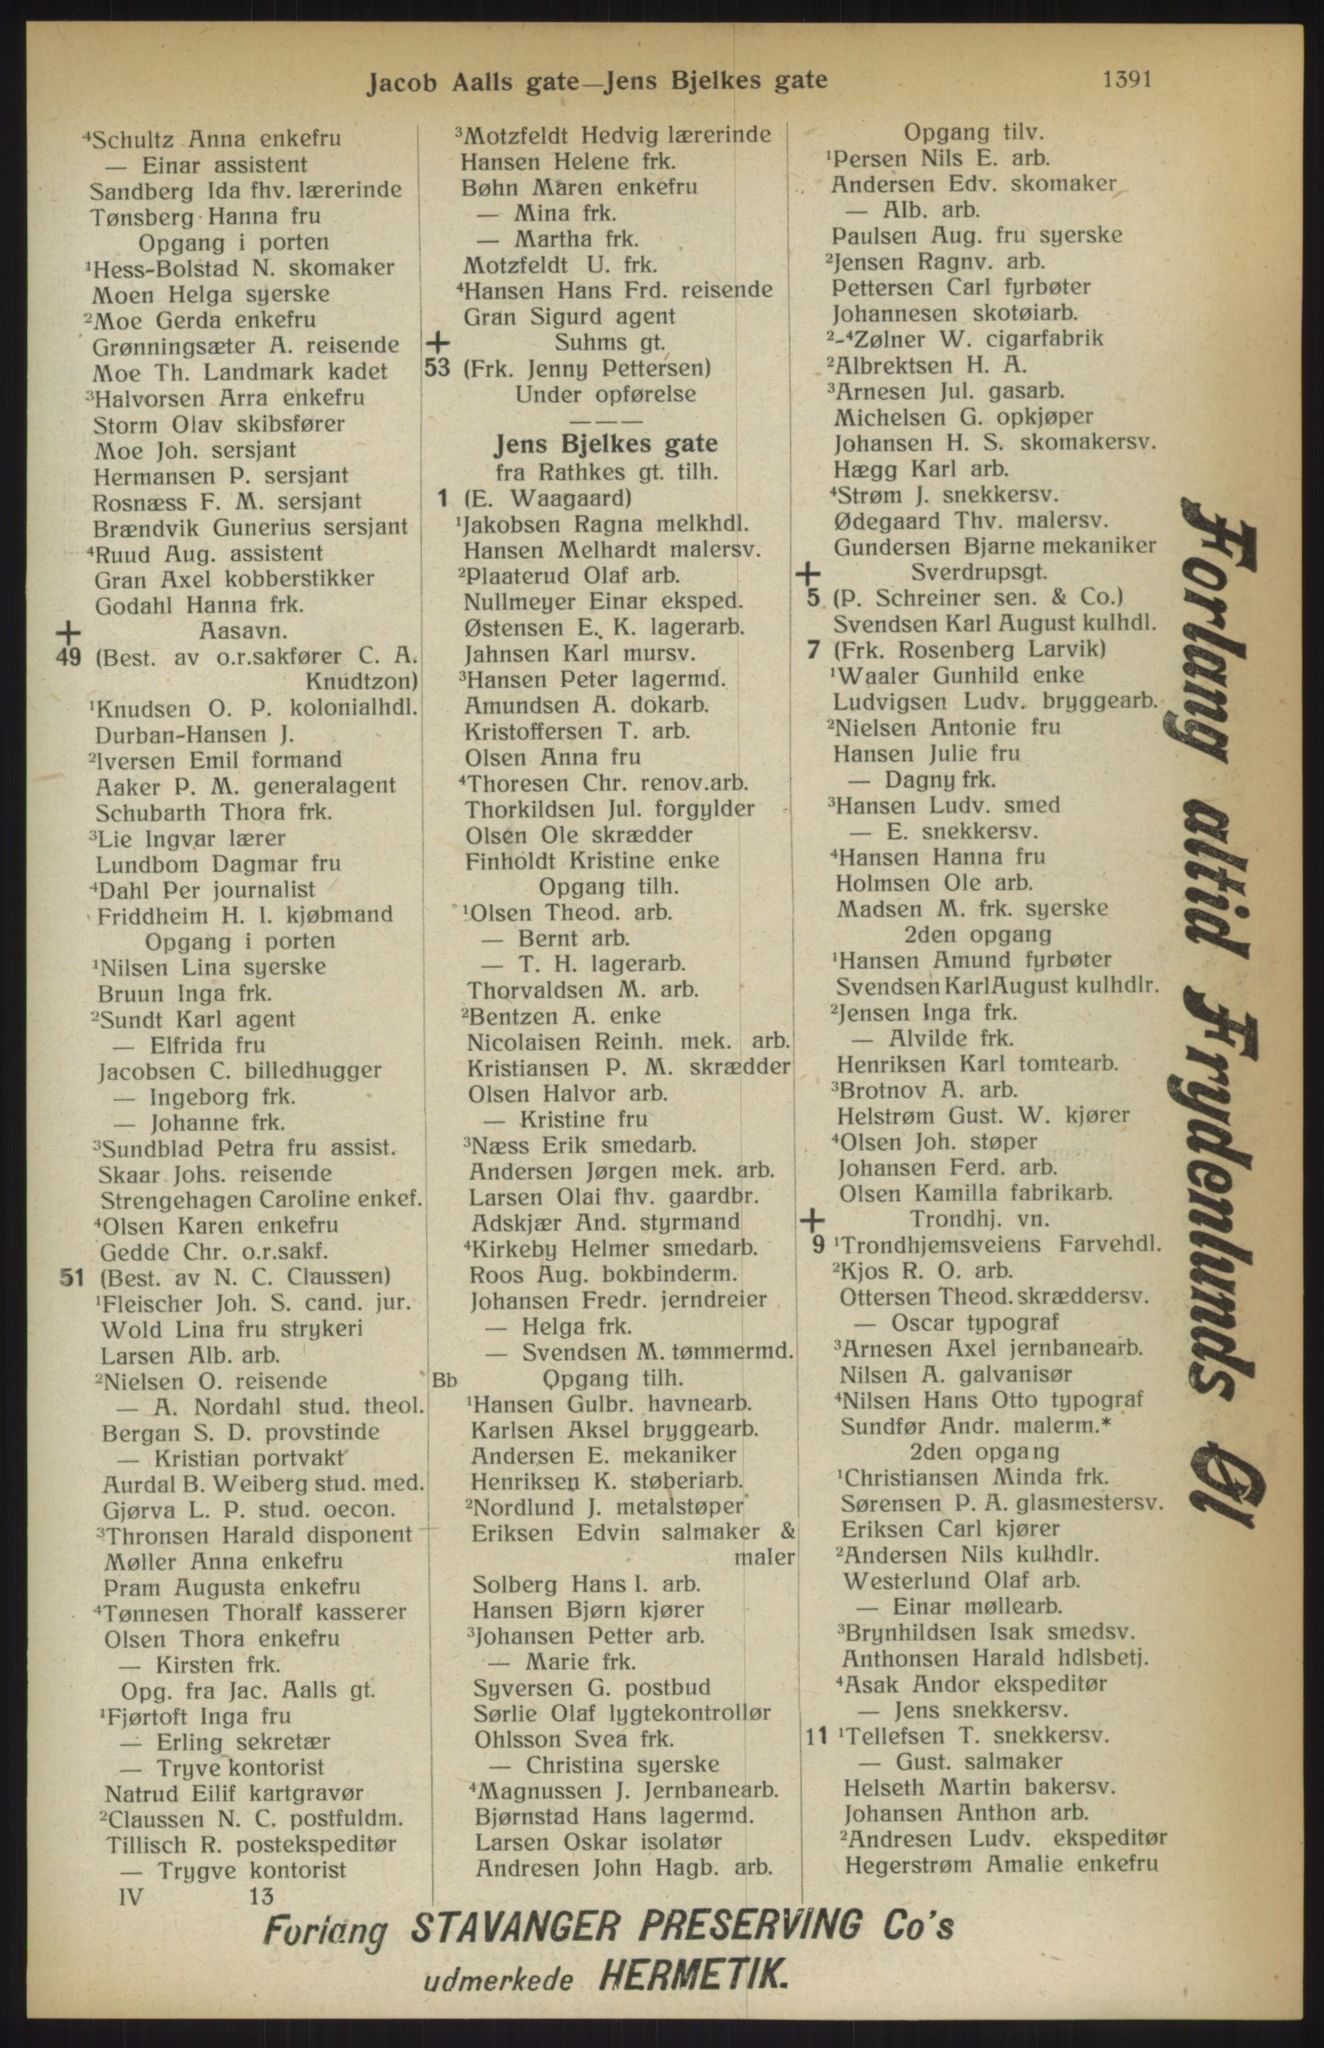 Jacob Aalls gate—Jens Bjelkes gate 1391
⁴Schultz Anna enkefru
— Einar assistent
Sandberg Ida fhv. lærerinde
Tønsberg Hanna fru
Opgang i porten
¹Hess-Bolstad N. skomaker
Moen Helga syerske
²Moe Gerda enkefru
Grønningsæter A. reisende
Moe Th. Landmark kadet
³Halvorsen Arra enkefru
Storm Olav skibsfører
Moe Joh. sersjant
Hermansen P. sersjant
Rosnæss F. M. sersjant
Brændvik Gunerius sersjant
⁴Ruud Aug. assistent
Gran Axel kobberstikker
Godahl Hanna frk.
+ Aasavn.
49 (Best. av o.r.sakfører C. A.
Knudtzon)
¹Knudsen O. P. kolonialhdl.
Durban-Hansen J.
²Iversen Emil formand
Aaker P. M. generalagent
Schubarth Thora frk.
³Lie Ingvar lærer
Lundbom Dagmar fru
⁴Dahl Per journalist
Friddheim H. I. kjøbmand
Opgang i porten
¹Nilsen Lina syerske
Bruun Inga frk.
²Sundt Karl agent
— Elfrida fru
Jacobsen C. billedhugger
— Ingeborg frk.
— Johanne frk.
³Sundblad Petra fru assist.
Skaar Johs. reisende
Strengehagen Caroline enkef.
⁴Olsen Karen enkefru
Gedde Chr. o.r.sakf.
51 (Best. av N. C. Claussen)
¹Fleischer Joh. S. cand. jur.
Wold Lina fru strykeri
Larsen Alb. arb.
²Nielsen O. reisende
— A. Nordahl stud. theol.
Bergan S. D. provstinde
— Kristian portvakt
Aurdal B. Weiberg stud. med.
Gjørva L. P. stud. oecon.
³Thronsen Harald disponent
Møller Anna enkefru
Pram Augusta enkefru
⁴Tønnesen Thoralf kasserer
Olsen Thora enkefru
— Kirsten frk.
Opg. fra Jac. Aalls gt.
¹Fjørtoft Inga fru
— Erling sekretær
— Tryve kontorist
Natrud Eilif kartgravør
²Claussen N. C. postfuldm.
Tillisch R. postekspeditør
— Trygve kontorist
IV 13
³Motzfeldt Hedvig lærerinde
Hansen Helene frk.
Bøhn Maren enkefru
— Mina frk.
— Martha frk.
Motzfeldt U. frk.
⁴Hansen Hans Frd. reisende
Gran Sigurd agent
+ Suhms gt.
53 (Frk. Jenny Pettersen)
Under opførelse
———
Jens Bjelkes gate
fra Rathkes gt. tilh.
1 (E. Waagaard)
¹Jakobsen Ragna melkhdl.
Hansen Melhardt malersv.
²Plaaterud Olaf arb.
Nullmeyer Einar eksped.
Østensen E. K. lagerarb.
Jahnsen Karl mursv.
³Hansen Peter lagermd.
Amundsen A. dokarb.
Kristoffersen T. arb.
Olsen Anna fru
⁴Thoresen Chr. renov.arb.
Thorkildsen Jul. forgylder
Olsen Ole skrædder
Finholdt Kristine enke
Opgang tilh.
¹Olsen Theod. arb.
— Bernt arb.
— T. H. lagerarb.
Thorvaldsen M. arb.
²Bentzen A. enke
Nicolaisen Reinh. mek. arb.
Kristiansen P. M. skrædder
Olsen Halvor arb.
— Kristine fru
³Næss Erik smedarb.
Andersen Jørgen mek. arb.
Larsen Olai fhv. gaardbr.
Adskjær And. styrmand
⁴Kirkeby Helmer smedarb.
Roos Aug. bokbinderm.
Johansen Fredr. jerndreier
— Helga frk.
— Svendsen M. tømmermd.
Bb Opgang tilh.
¹Hansen Gulbr. havnearb.
Karlsen Aksel bryggearb.
Andersen E. mekaniker
Henriksen K. støberiarb.
²Nordlund J. metalstøper
Eriksen Edvin salmaker &
maler
Solberg Hans I. arb.
Hansen Bjørn kjører
³Johansen Petter arb.
— Marie frk.
Syversen G. postbud
Sørlie Olaf lygtekontrollør
Ohlsson Svea frk.
— Christina syerske
⁴Magnussen J. Jernbanearb.
Bjørnstad Hans lagermd.
Larsen Oskar isolatør
Andresen John Hagb. arb.
Opgang tilv.
¹Persen Nils E. arb.
Andersen Edv. skomaker
— Alb. arb.
Paulsen Aug. fru syerske
²Jensen Ragnv. arb.
Pettersen Carl fyrbøter
Johannesen skotøiarb.
²-⁴Zølner W. cigarfabrik
²Albrektsen H. A.
³Arnesen Jul. gasarb.
Michelsen G. opkjøper
Johansen H. S. skomakersv.
Hægg Karl arb.
⁴Strøm J. snekkersv.
Ødegaard Thv. malersv.
Gundersen Bjarne mekaniker
+ Sverdrupsgt.
5 (P. Schreiner sen. & Co.)
Svendsen Karl August kulhdl.
7 (Frk. Rosenberg Larvik)
¹Waaler Gunhild enke
Ludvigsen Ludv. bryggearb.
²Nielsen Antonie fru
Hansen Julie fru
— Dagny frk.
³Hansen Ludv. smed
— E. snekkersv.
⁴Hansen Hanna fru
Holmsen Ole arb.
Madsen M. frk. syerske
2den opgang
¹Hansen Amund fyrbøter
Svendsen Karl August kulhdlr.
²Jensen Inga frk.
— Alvilde frk.
Henriksen Karl tomtearb.
³Brotnov A. arb.
Helstrøm Gust. W. kjører
⁴Olsen Joh. støper
Johansen Ferd. arb.
Olsen Kamilla fabrikarb.
+ Trondhj. vn.
9 ¹Trondhjemsveiens Farvehdl.
²Kjos R. O. arb.
Ottersen Theod. skræddersv.
— Oscar typograf
³Arnesen Axel jernbanearb.
Nilsen A. galvanisør
⁴Nilsen Hans Otto typograf
Sundfør Andr. malerm.*
2den opgang
¹Christiansen Minda frk.
Sørensen P. A. glasmestersv.
Eriksen Carl kjører
²Andersen Nils kulhdlr.
Westerlund Olaf arb.
— Einar møllearb.
³Brynhildsen Isak smedsv.
Anthonsen Harald hdlsbetj.
⁴Asak Andor ekspeditør
— Jens snekkersv.
11 ¹Tellefsen T. snekkersv.
— Gust. salmaker
Helseth Martin bakersv.
Johansen Anthon arb.
²Andresen Ludv. ekspeditør
Hegerstrøm Amalie enkefru
Forlang altid Frydenlunds Øl
Forlang STAVANGER PRESERVING Co's
udmerkede HERMETIK.